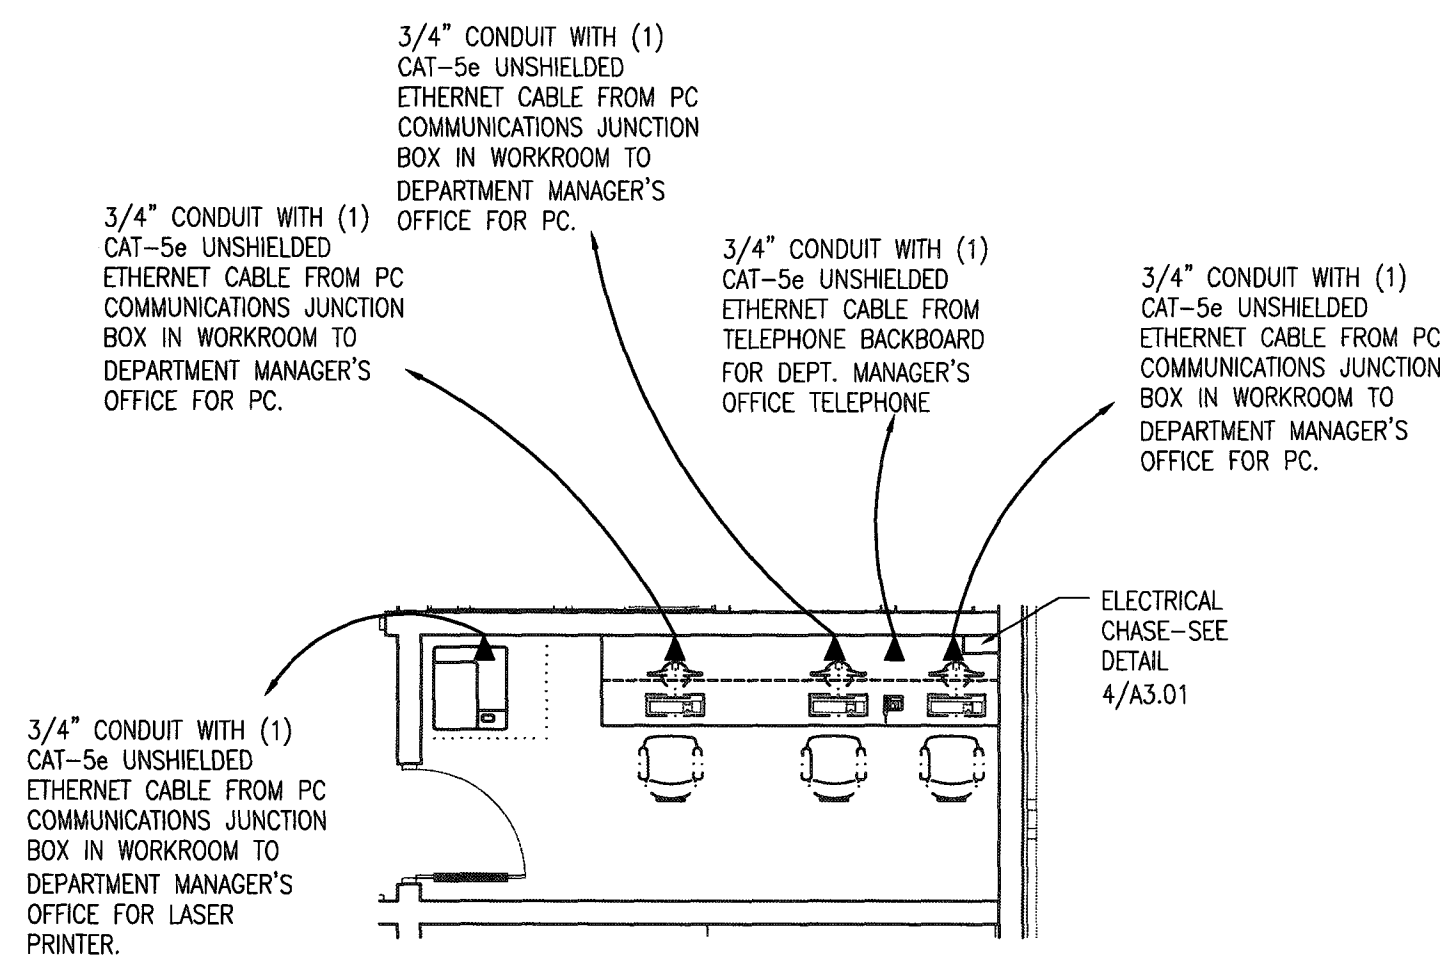 3/4" CONDUIT WITH (1)
CAT-5e UNSHIELDED
ETHERNET CABLE FROM PC
COMMUNICATIONS JUNCTION
BOX IN WORKROOM TO
DEPARTMENT MANAGER'S
OFFICE FOR PC.
3/4" CONDUIT WITH (1)
CAT-5e UNSHIELDED
ETHERNET CABLE FROM PC
COMMUNICATIONS JUNCTION
BOX IN WORKROOM TO
DEPARTMENT MANAGER'S
OFFICE FOR PC.
3/4" CONDUIT WITH (1)
CAT-5e UNSHIELDED
ETHERNET CABLE FROM
TELEPHONE BACKBOARD
FOR DEPT. MANAGER'S
OFFICE TELEPHONE
3/4" CONDUIT WITH (1)
CAT-5e UNSHIELDED
ETHERNET CABLE FROM PC
COMMUNICATIONS JUNCTION
BOX IN WORKROOM TO
DEPARTMENT MANAGER'S
OFFICE FOR PC.
ELECTRICAL
CHASE-SEE
DETAIL
4/A3.01
3/4" CONDUIT WITH (1)
CAT-5e UNSHIELDED
ETHERNET CABLE FROM PC
COMMUNICATIONS JUNCTION
BOX IN WORKROOM TO
DEPARTMENT MANAGER'S
OFFICE FOR LASER
PRINTER.